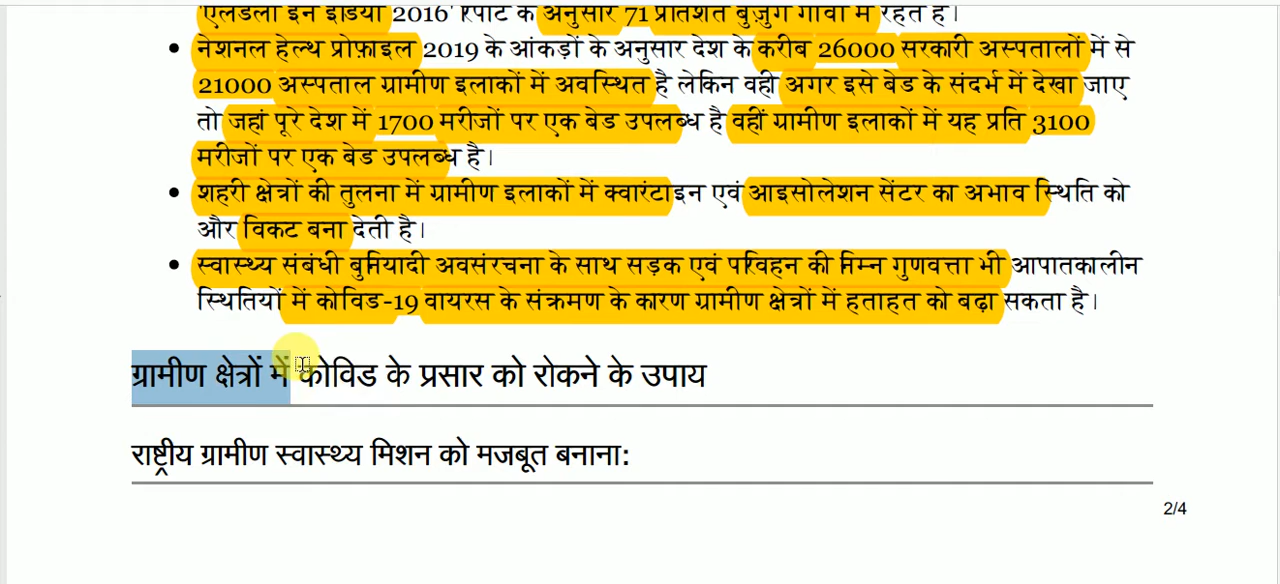 'एलडर्ली इन इंडिया 2016' रिपोर्ट के अनुसार 71 प्रतिशत बुजुर्ग गांवों में रहते हैं।
• नेशनल हेल्थ प्रोफ़ाइल 2019 के आंकड़ों के अनुसार देश के करीब 26000 सरकारी अस्पतालों में से
21000 अस्पताल ग्रामीण इलाकों में अवस्थित है लेकिन वही अगर इसे बेड के संदर्भ में देखा जाए
तो जहां पूरे देश में 1700 मरीजों पर एक बेड उपलब्ध है वहीं ग्रामीण इलाकों में यह प्रति 3100
मरीजों पर एक बेड उपलब्ध है।
• शहरी क्षेत्रों की तुलना में ग्रामीण इलाकों में क्वारंटाइन एवं आइसोलेशन सेंटर का अभाव स्थिति को
और विकट बना देती है।
• स्वास्थ्य संबंधी बुनियादी अवसंरचना के साथ सड़क एवं परिवहन की निम्न गुणवत्ता भी आपातकालीन
स्थितियों में कोविड-19 वायरस के संक्रमण के कारण ग्रामीण क्षेत्रों में हताहत को बढ़ा सकता है।
ग्रामीण क्षेत्रों में कोविड के प्रसार को रोकने के उपाय
राष्ट्रीय ग्रामीण स्वास्थ्य मिशन को मजबूत बनाना:
2/4